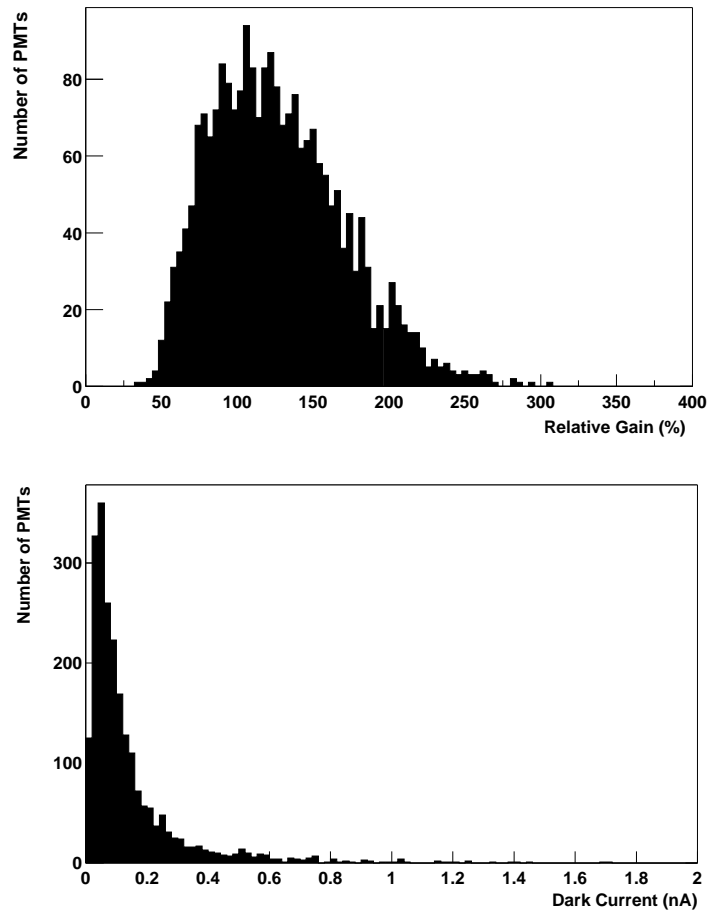 Number of PMTs
80
60
40
20
0
0 50 100 150 200 250 300 350 400
Relative Gain (%)
Number of PMTs
300
200
100
0
0 0.2 0.4 0.6 0.8 1 1.2 1.4 1.6 1.8 2
Dark Current (nA)